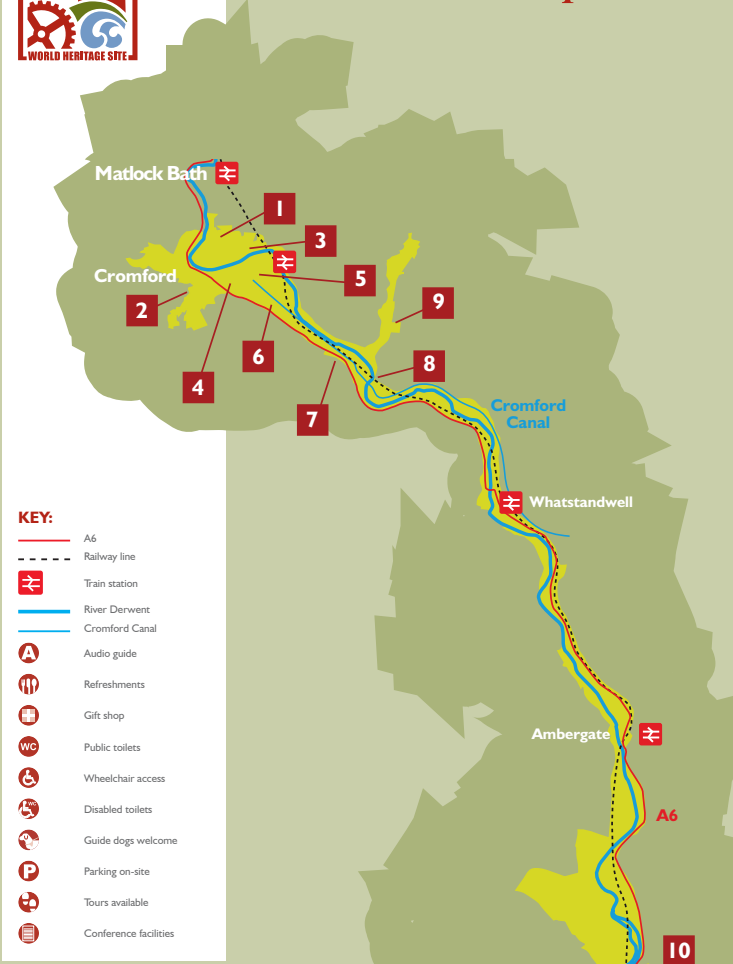 WORLD HERITAGE SITE
Matlock Bath
1
3
Cromford
5
2
9
6
8
4
7
Cromford
Canal
Whatstandwell
KEY:
A6
Railway line
Train station
River Derwent
Cromford Canal
A Audio guide
Refreshments
Gift shop
WC Public toilets
Wheelchair access
WC Disabled toilets
Guide dogs welcome
P Parking on-site
Tours available
Conference facilities
Ambergate
A6
10